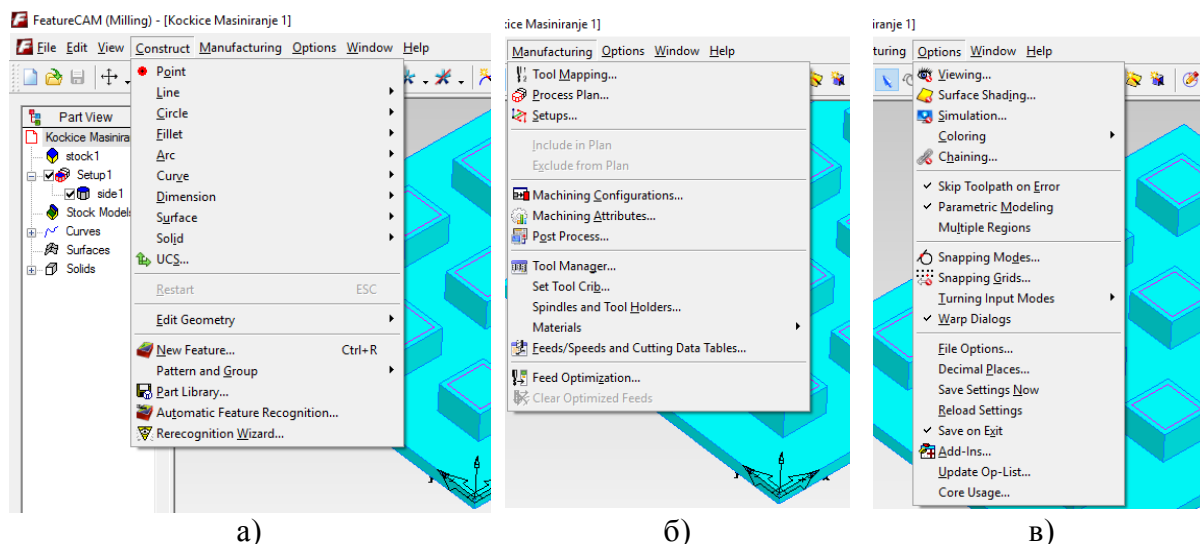 FeatureCAM (Milling) - [Kockice Masiniranje 1]
File Edit View Construct Manufacturing Options Window Help
Part View
Kockice Masinira
stock1
Setup1
side1
Stock Model
Curves
Surfaces
Solids
Point
Line
Circle
Fillet
Arc
Curve
Dimension
Surface
Solid
UCS...
Restart ESC
Edit Geometry
New Feature... Ctrl+R
Pattern and Group
Part Library...
Automatic Feature Recognition...
Rerecognition Wizard...
а)
kice Masiniranje 1]
Manufacturing Options Window Help
Tool Mapping...
Process Plan...
Setups...
Include in Plan
Exclude from Plan
Machining Configurations...
Machining Attributes...
Post Process...
Tool Manager...
Set Tool Crib...
Spindles and Tool Holders...
Materials
Feeds/Speeds and Cutting Data Tables...
Feed Optimization...
Clear Optimized Feeds
б)
iranje 1]
turing Options Window Help
Viewing...
Surface Shading...
Simulation...
Coloring
Chaining...
Skip Toolpath on Error
Parametric Modeling
Multiple Regions
Snapping Modes...
Snapping Grids...
Turning Input Modes
Warp Dialogs
File Options...
Decimal Places...
Save Settings Now
Reload Settings
Save on Exit
Add-Ins...
Update Op-List...
Core Usage...
в)